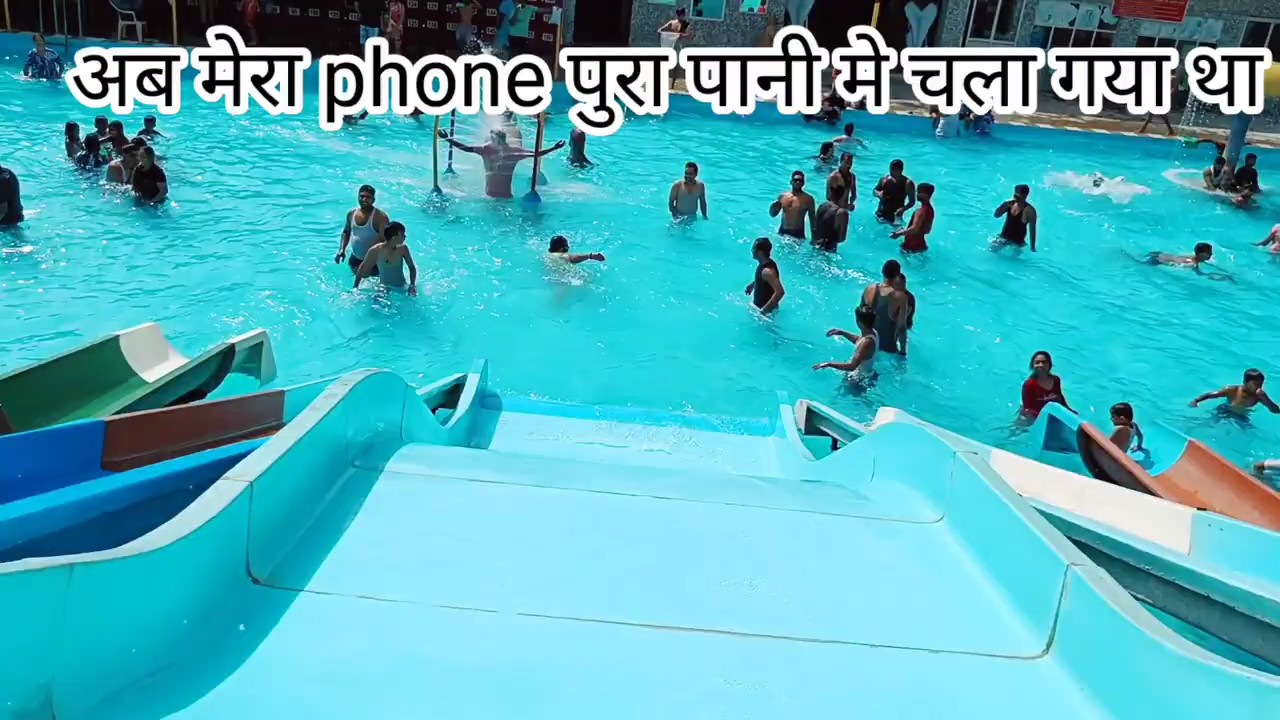 अब मेरा phone पुरा पानी मे चला गया था